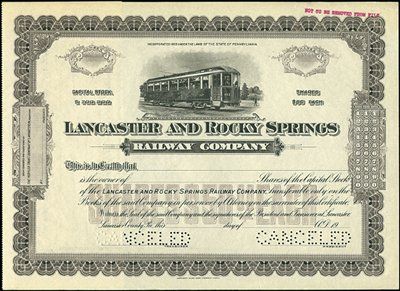 NOT TO BE REMOVED FROM FILE
INCORPORATED UNDER THE LAWS OF THE STATE OF PENNSYLVANIA
CAPITAL STOCK, SHARES
LANCASTER AND ROCKY SPRINGS
RAILWAY COMPANY
This is to Certify that
is the owner of Shares of the Capital Stock
of the LANCASTER AND ROCKY SPRINGS RAILWAY COMPANY, transferable only on the
Books of the said Company in person or by Attorney on the surrender of this Certificate.
Witness the Seal of the said Company and the signatures of the President and Treasurer at Lancaster,
Lancaster County, Pa. this day of A.D. 19
CANCELED CANCELED